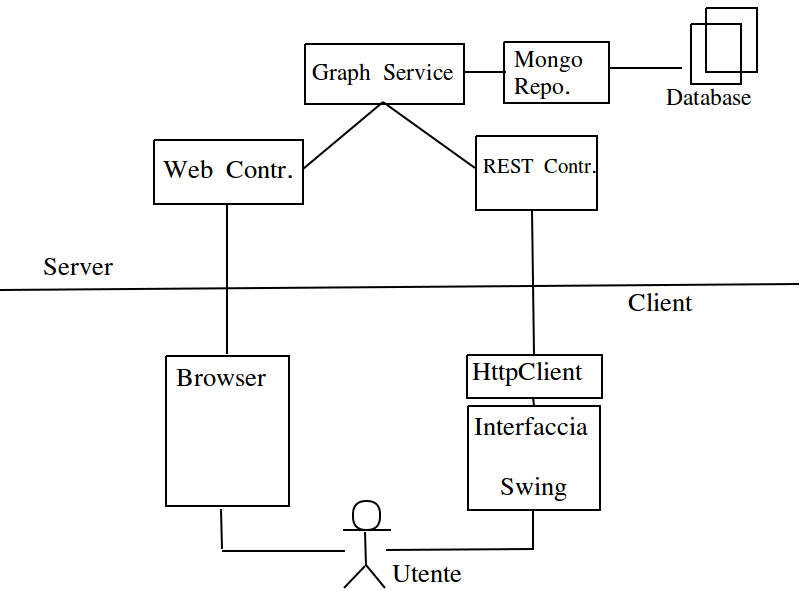 Graph Service
Mongo
Repo.
Database
Web Contr.
REST Contr.
Server
Client
Browser
HttpClient
Interfaccia
Swing
Utente